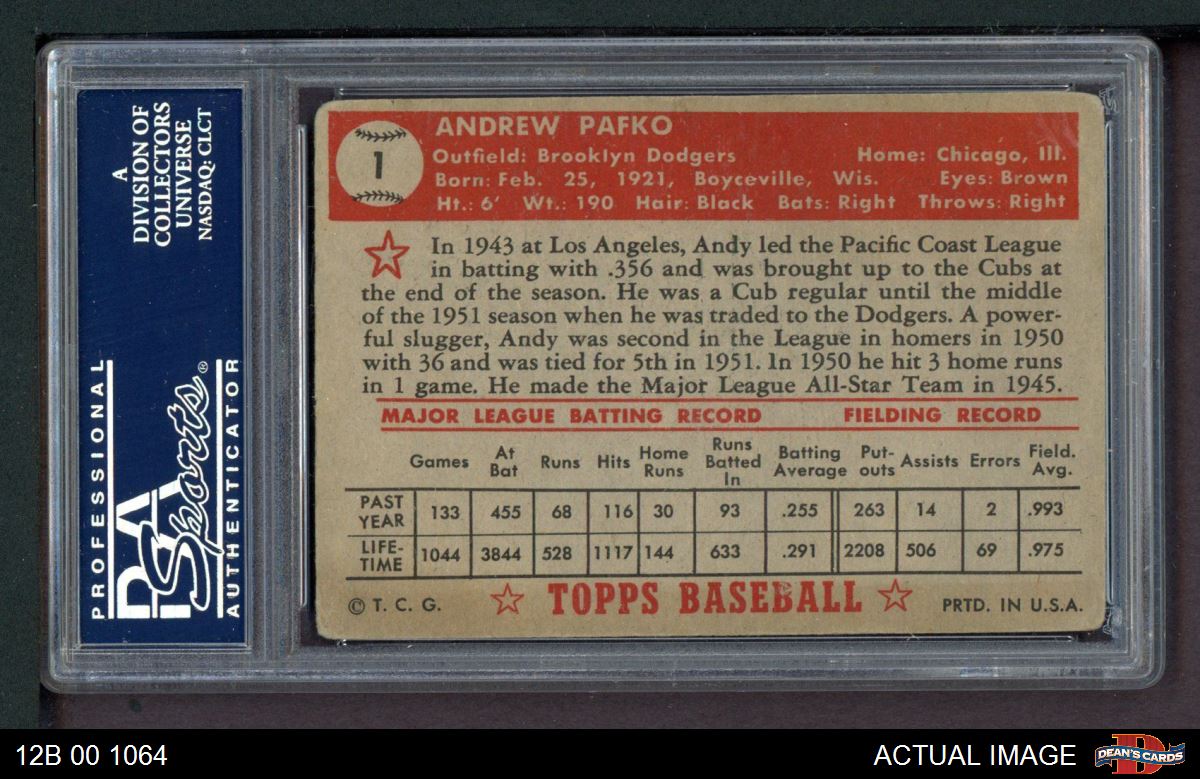 A
DIVISION OF
COLLECTORS
UNIVERSE
NASDAQ: CLCT
PROFESSIONAL
PSA
Sports®
AUTHENTICATOR
1
ANDREW PAFKO
Outfield: Brooklyn Dodgers Home: Chicago, Ill.
Born: Feb. 25, 1921, Boyceville, Wis. Eyes: Brown
Ht.: 6' Wt.: 190 Hair: Black Bats: Right Throws: Right
In 1943 at Los Angeles, Andy led the Pacific Coast League
in batting with .356 and was brought up to the Cubs at
the end of the season. He was a Cub regular until the middle
of the 1951 season when he was traded to the Dodgers. A power-
ful slugger, Andy was second in the League in homers in 1950
with 36 and was tied for 5th in 1951. In 1950 he hit 3 home runs
in 1 game. He made the Major League All-Star Team in 1945.
MAJOR LEAGUE BATTING RECORD FIELDING RECORD
Games At Bat Runs Hits Home Runs Runs Batted In Batting Average Put-outs Assists Errors Field. Avg.
PAST YEAR 133 455 68 116 30 93 .255 263 14 2 .993
LIFE-TIME 1044 3844 528 1117 144 633 .291 2208 506 69 .975
© T. C. G. TOPPS BASEBALL PRTD. IN U.S.A.
12B 00 1064 ACTUAL IMAGE D DEAN'S CARDS